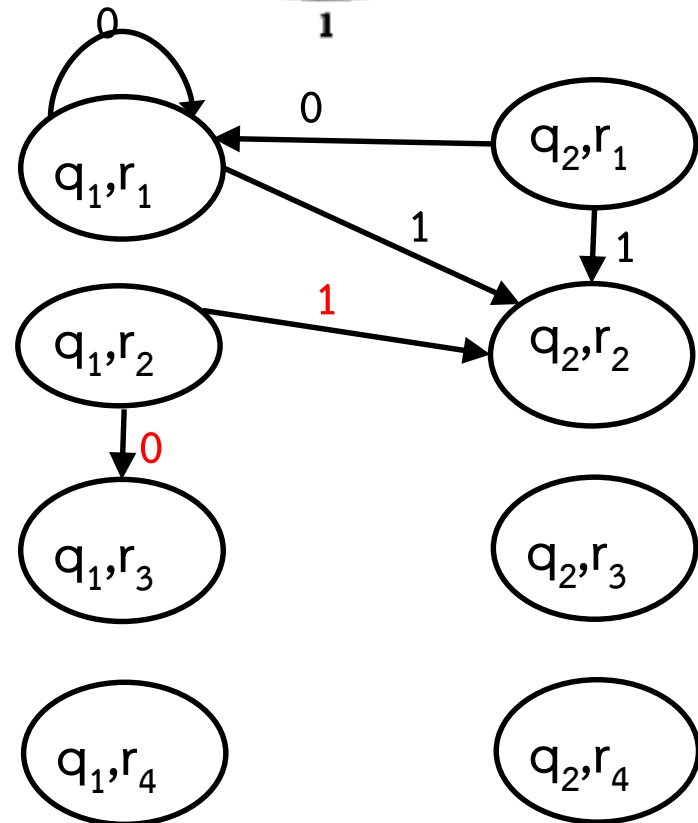 0
1
0
q₂,r₁
q₁,r₁
1
1
1
q₁,r₂
q₂,r₂
0
q₁,r₃
q₂,r₃
q₁,r₄
q₂,r₄